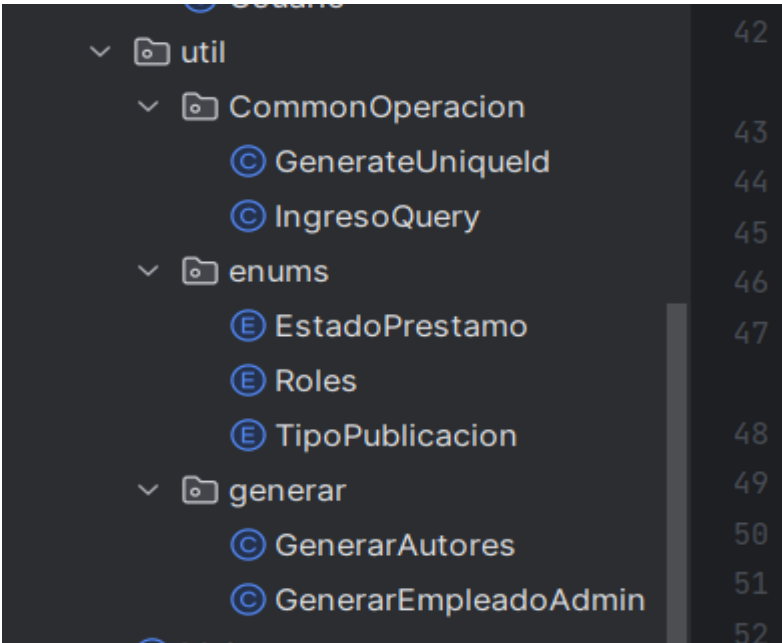 util
CommonOperacion
GenerateUniqueId
IngresoQuery
enums
EstadoPrestamo
Roles
TipoPublicacion
generar
GenerarAutores
GenerarEmpleadoAdmin
42
43
44
45
46
47
48
49
50
51
52